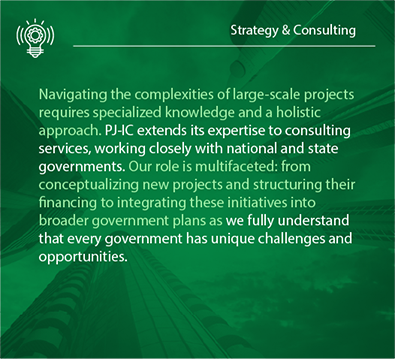 Strategy & Consulting
Navigating the complexities of large-scale projects
requires specialized knowledge and a holistic
approach. PJ-IC extends its expertise to consulting
services, working closely with national and state
governments. Our role is multifaceted: from
conceptualizing new projects and structuring their
financing to integrating these initiatives into
broader government plans as we fully understand
that every government has unique challenges and
opportunities.